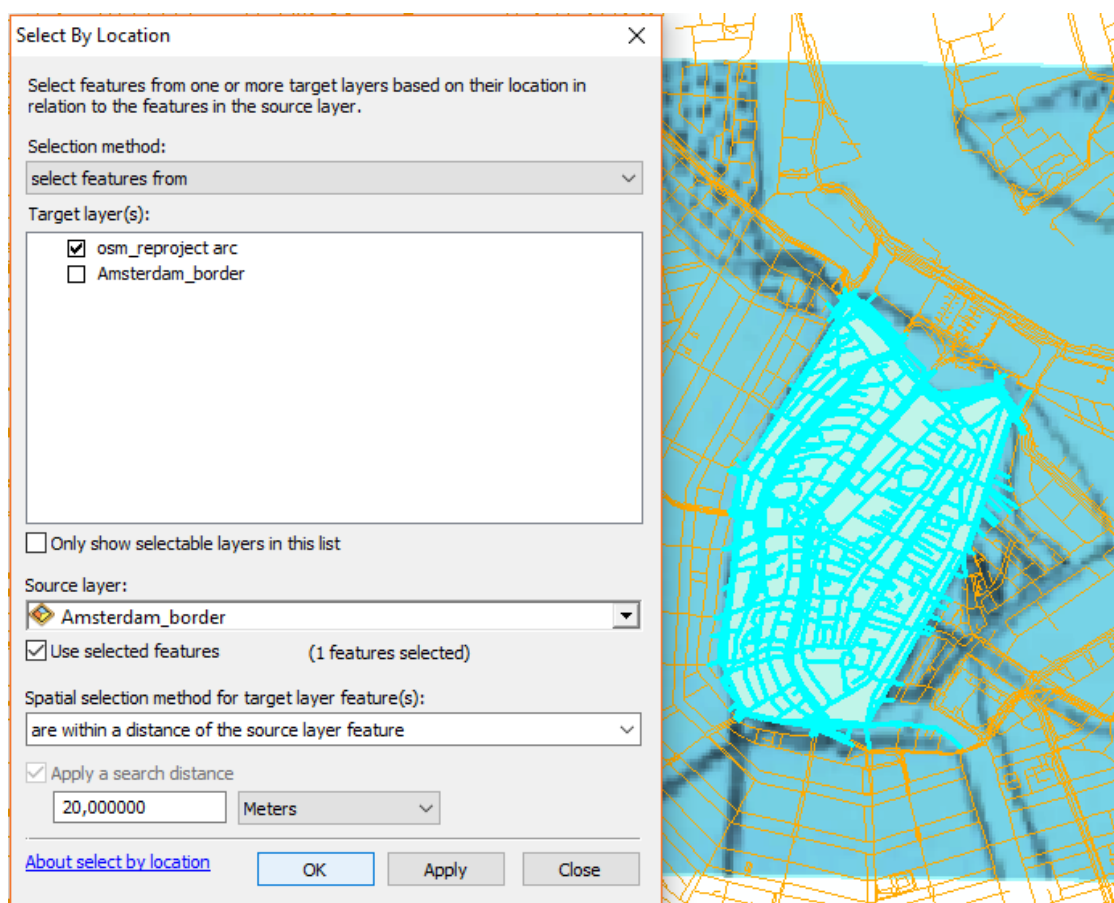 Select By Location
Select features from one or more target layers based on their location in
relation to the features in the source layer.
Selection method:
select features from
Target layer(s):
osm_reproject arc
Amsterdam_border
Only show selectable layers in this list
Source layer:
Amsterdam_border
Use selected features (1 features selected)
Spatial selection method for target layer feature(s):
are within a distance of the source layer feature
Apply a search distance
20,000000 Meters
About select by location OK Apply Close